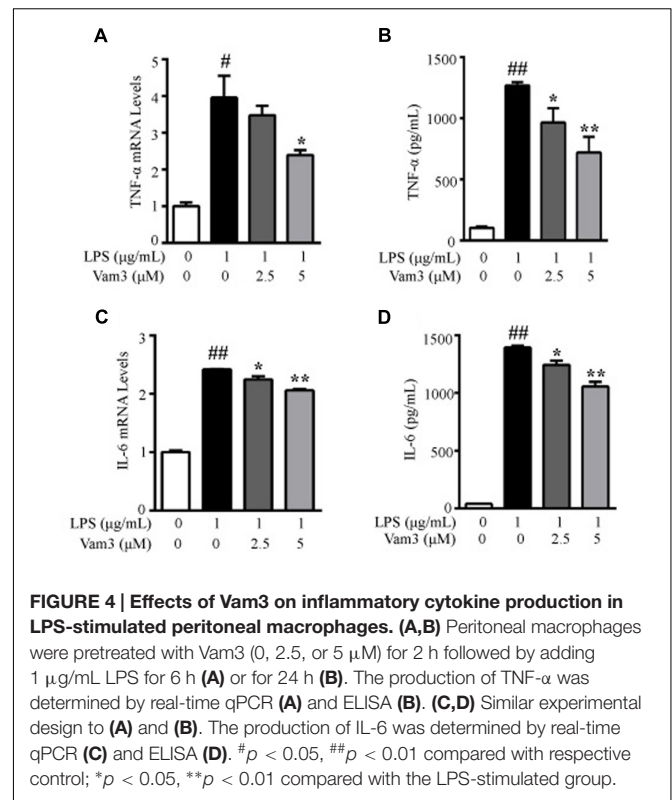 A
B
#
##
*
*
**
TNF-α mRNA Levels
5
4
3
2
1
0
TNF-α (pg/mL)
1500
1000
500
0
LPS (μg/mL) 0 1 1 1
Vam3 (μM) 0 0 2.5 5
LPS (μg/mL) 0 1 1 1
Vam3 (μM) 0 0 2.5 5
C
D
##
*
**
##
*
**
IL-6 mRNA Levels
3
2
1
0
IL-6 (pg/mL)
1500
1000
500
0
LPS (μg/mL) 0 1 1 1
Vam3 (μM) 0 0 2.5 5
LPS (μg/mL) 0 1 1 1
Vam3 (μM) 0 0 2.5 5
FIGURE 4 | Effects of Vam3 on inflammatory cytokine production in
LPS-stimulated peritoneal macrophages. (A,B) Peritoneal macrophages
were pretreated with Vam3 (0, 2.5, or 5 μM) for 2 h followed by adding
1 μg/mL LPS for 6 h (A) or for 24 h (B). The production of TNF-α was
determined by real-time qPCR (A) and ELISA (B). (C,D) Similar experimental
design to (A) and (B). The production of IL-6 was determined by real-time
qPCR (C) and ELISA (D). #p < 0.05, ##p < 0.01 compared with respective
control; *p < 0.05, **p < 0.01 compared with the LPS-stimulated group.